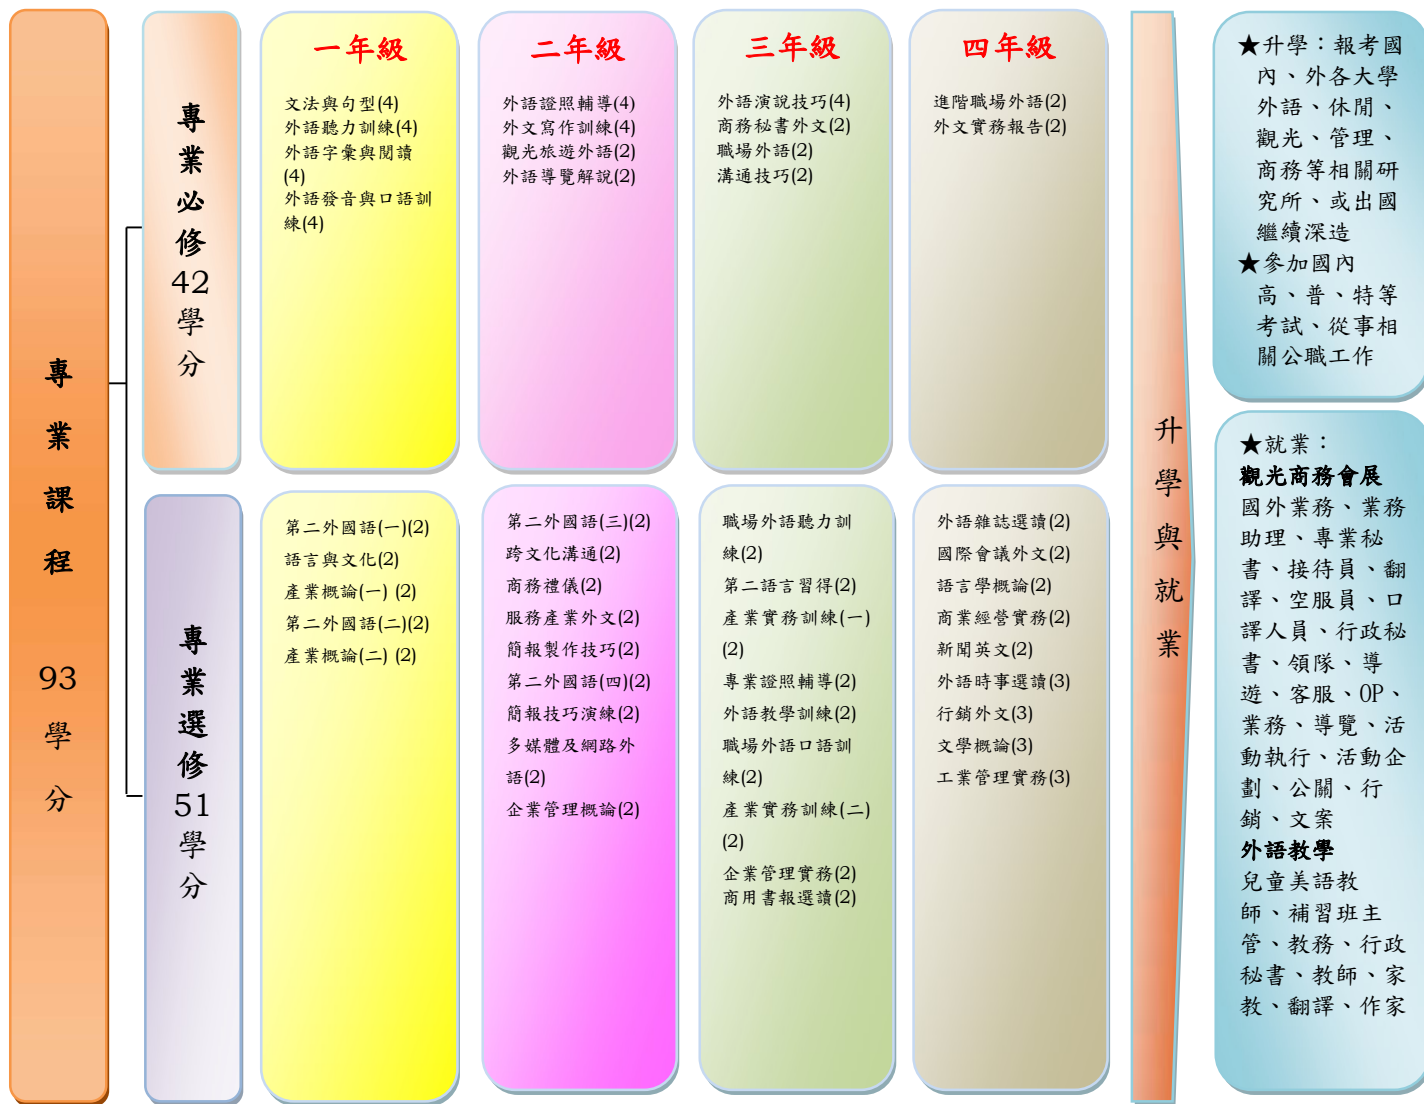 專
業
課
程
93
學
分
專
業
必
修
42
學
分
一年級
文法與句型(4)
外語聽力訓練(4)
外語字彙與閱讀
(4)
外語發音與口語訓
練(4)
二年級
外語證照輔導(4)
外文寫作訓練(4)
觀光旅遊外語(2)
外語導覽解說(2)
三年級
外語演說技巧(4)
商務秘書外文(2)
職場外語(2)
溝通技巧(2)
四年級
進階職場外語(2)
外文實務報告(2)
專
業
選
修
51
學
分
第二外國語(一)(2)
語言與文化(2)
產業概論(一) (2)
第二外國語(二)(2)
產業概論(二) (2)
第二外國語(三)(2)
跨文化溝通(2)
商務禮儀(2)
服務產業外文(2)
簡報製作技巧(2)
第二外國語(四)(2)
簡報技巧演練(2)
多媒體及網路外
語(2)
企業管理概論(2)
職場外語聽力訓
練(2)
第二語言習得(2)
產業實務訓練(一)
(2)
專業證照輔導(2)
外語教學訓練(2)
職場外語口語訓
練(2)
產業實務訓練(二)
(2)
企業管理實務(2)
商用書報選讀(2)
外語雜誌選讀(2)
國際會議外文(2)
語言學概論(2)
商業經營實務(2)
新聞英文(2)
外語時事選讀(3)
行銷外文(3)
文學概論(3)
工業管理實務(3)
升
學
與
就
業
★升學：報考國
內、外各大學
外語、休閒、
觀光、管理、
商務等相關研
究所、或出國
繼續深造
★參加國內
高、普、特等
考試、從事相
關公職工作
★就業：
觀光商務會展
國外業務、業務
助理、專業秘
書、接待員、翻
譯、空服員、口
譯人員、行政秘
書、領隊、導
遊、客服、OP、
業務、導覽、活
動執行、活動企
劃、公關、行
銷、文案
外語教學
兒童美語教
師、補習班主
管、教務、行政
秘書、教師、家
教、翻譯、作家